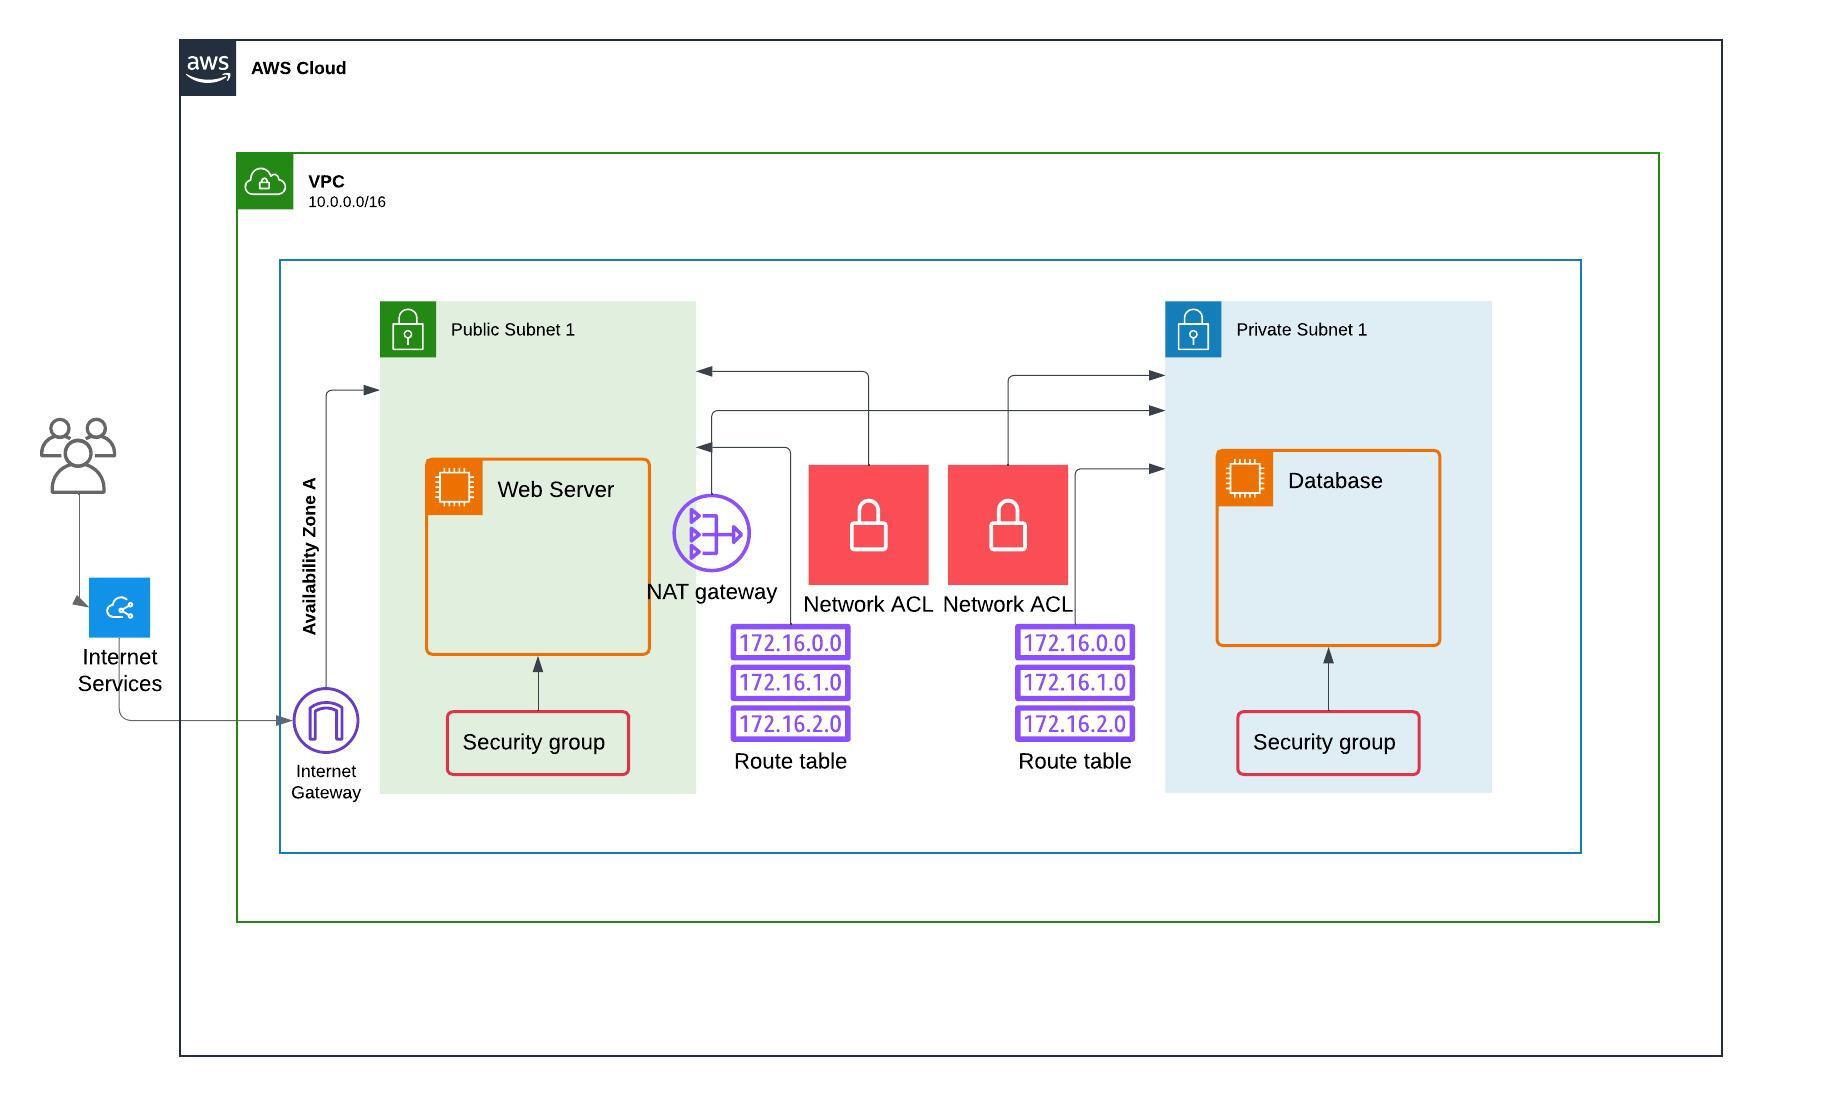 aws
AWS Cloud
VPC
10.0.0.0/16
Public Subnet 1
Private Subnet 1
Availability Zone A
Web Server
Database
NAT gateway
Network ACL
Network ACL
Internet
Services
172.16.0.0
172.16.1.0
172.16.2.0
Route table
172.16.0.0
172.16.1.0
172.16.2.0
Route table
Security group
Security group
Internet
Gateway